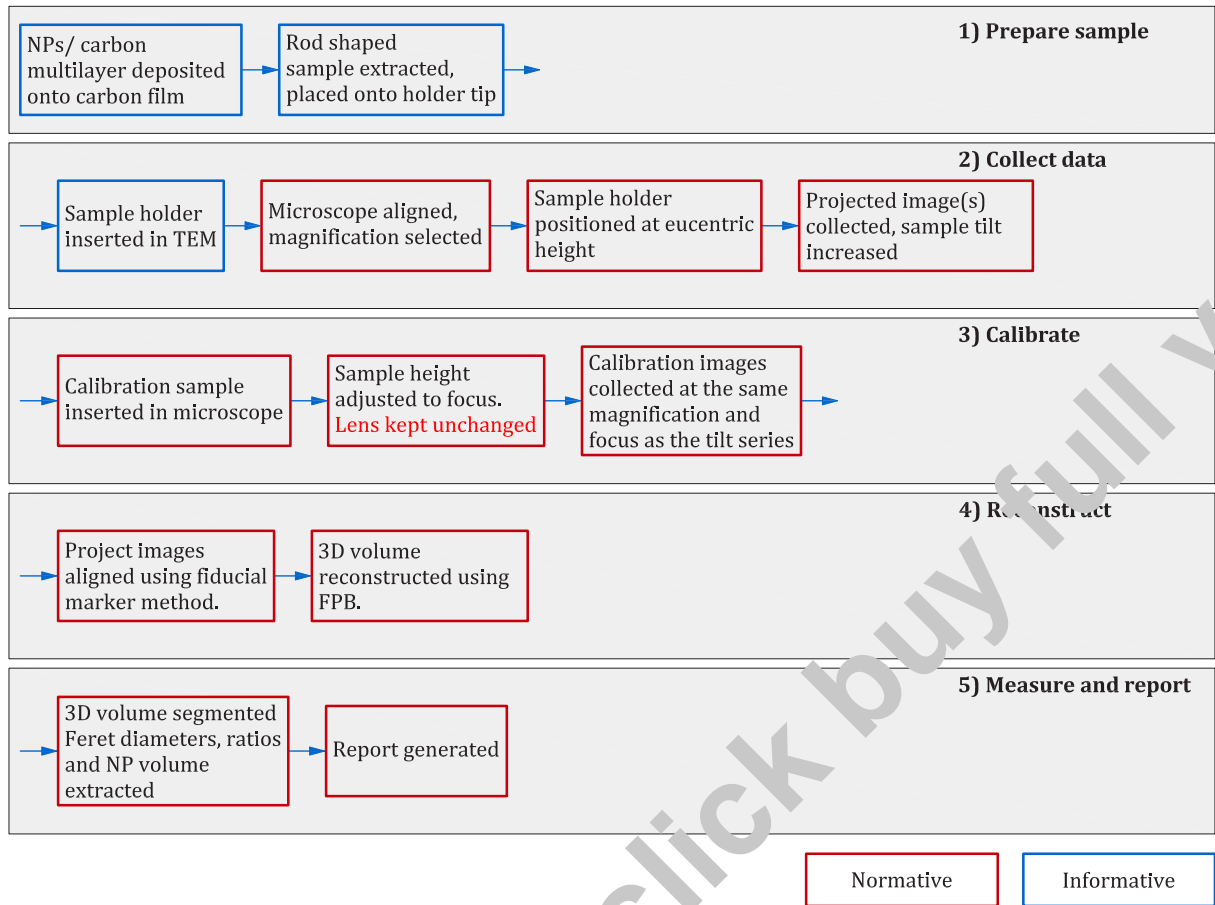 1) Prepare sample
NPs/ carbon
multilayer deposited
onto carbon film
Rod shaped
sample extracted,
placed onto holder tip
2) Collect data
Sample holder
inserted in TEM
Microscope aligned,
magnification selected
Sample holder
positioned at eucentric
height
Projected image(s)
collected, sample tilt
increased
3) Calibrate
Calibration sample
inserted in microscope
Sample height
adjusted to focus.
Lens kept unchanged
Calibration images
collected at the same
magnification and
focus as the tilt series
4) Reconstruct
Project images
aligned using fiducial
marker method.
3D volume
reconstructed using
FPB.
5) Measure and report
3D volume segmented
Feret diameters, ratios
and NP volume
extracted
Report generated
Normative
Informative
click buy full v